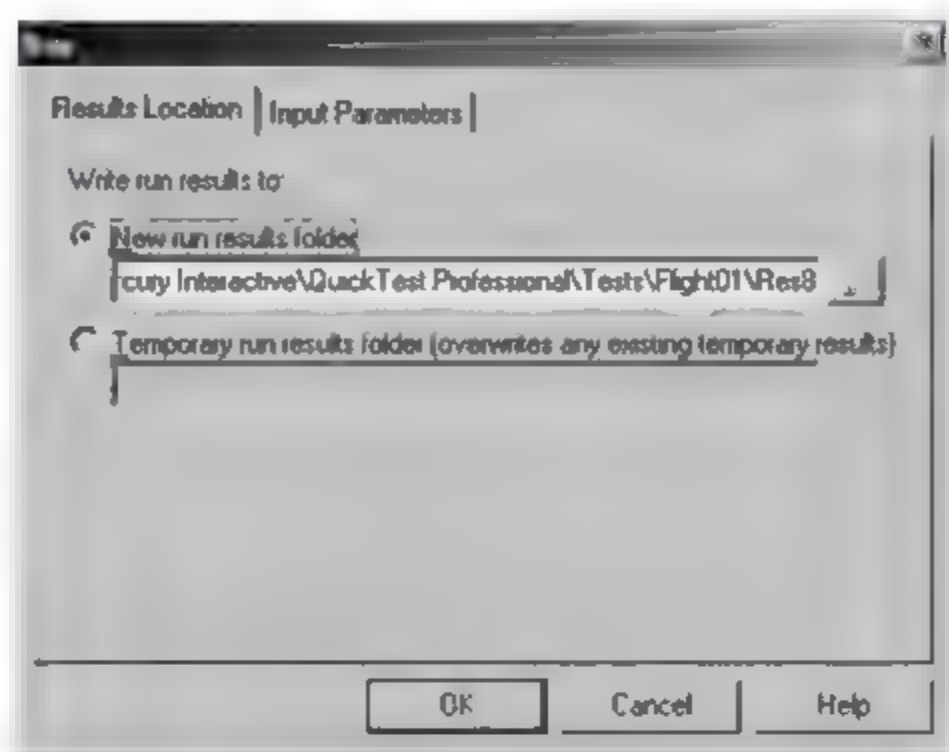 Results Location Input Parameters
Write run results to:
New run results folder
rcury Interactive\QuickTest Professional\Tests\Flight01\Res8
Temporary run results folder (overwrites any existing temporary results)
OK Cancel Help